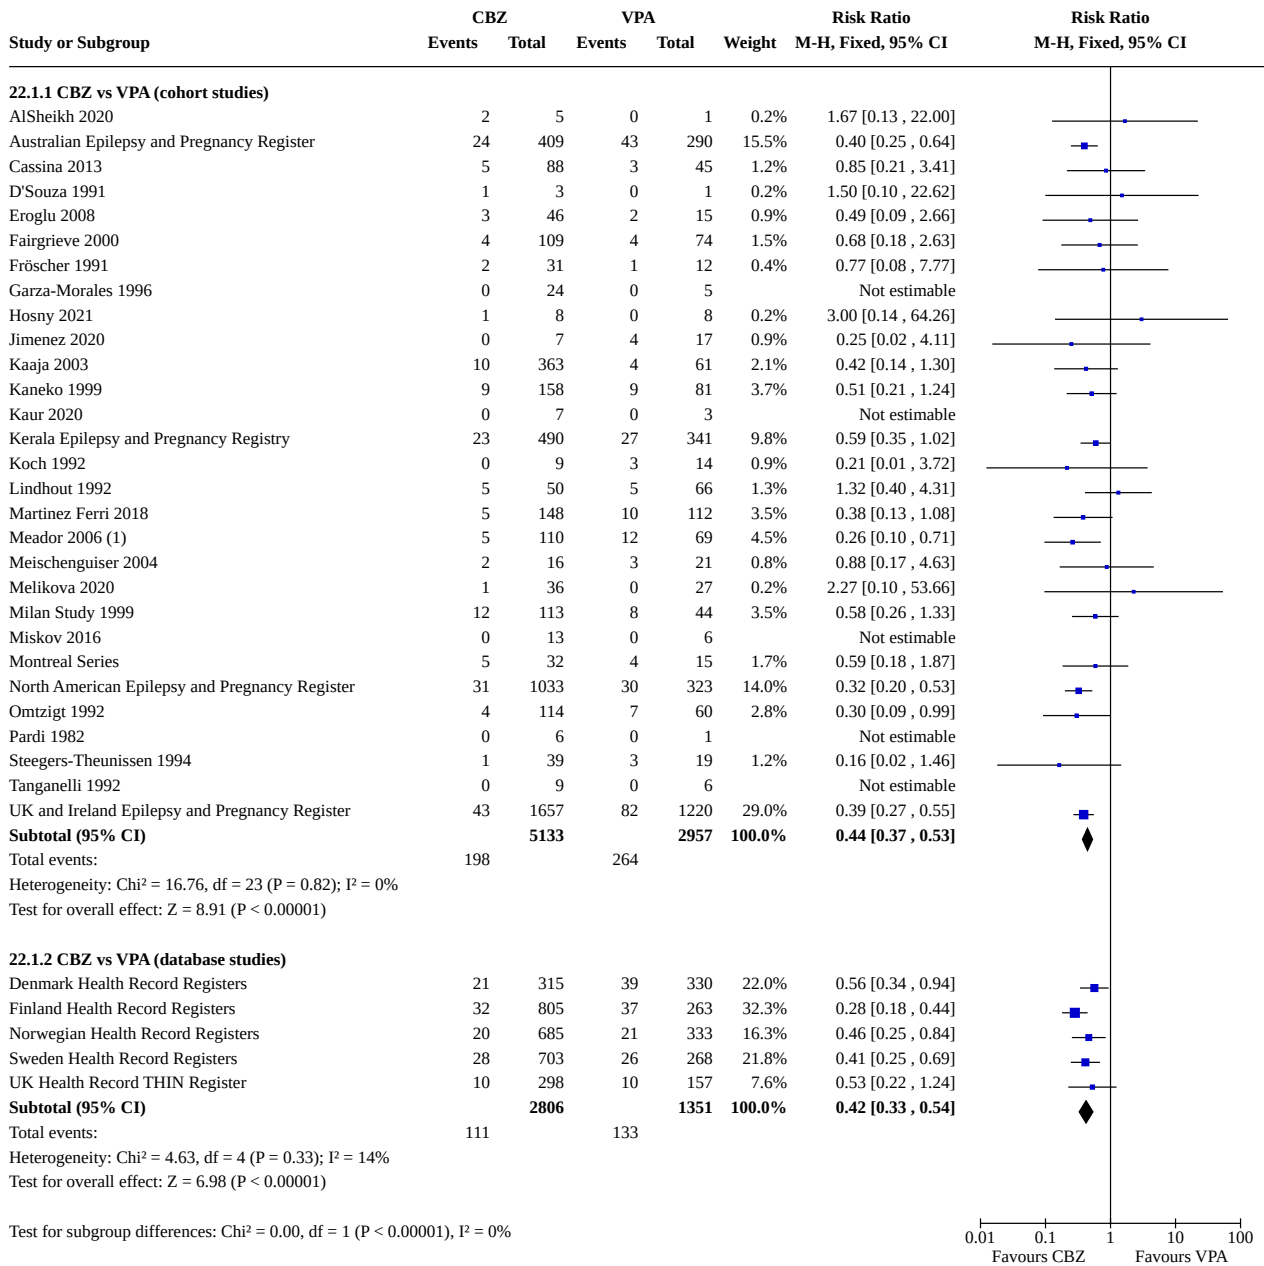 CBZ VPA Risk Ratio Risk Ratio
Study or Subgroup Events Total Events Total Weight M-H, Fixed, 95% CI M-H, Fixed, 95% CI
22.1.1 CBZ vs VPA (cohort studies)
AlSheikh 2020 2 5 0 1 0.2% 1.67 [0.13 , 22.00]
Australian Epilepsy and Pregnancy Register 24 409 43 290 15.5% 0.40 [0.25 , 0.64]
Cassina 2013 5 88 3 45 1.2% 0.85 [0.21 , 3.41]
D'Souza 1991 1 3 0 1 0.2% 1.50 [0.10 , 22.62]
Eroglu 2008 3 46 2 15 0.9% 0.49 [0.09 , 2.66]
Fairgrieve 2000 4 109 4 74 1.5% 0.68 [0.18 , 2.63]
Fröscher 1991 2 31 1 12 0.4% 0.77 [0.08 , 7.77]
Garza-Morales 1996 0 24 0 5 Not estimable
Hosny 2021 1 8 0 8 0.2% 3.00 [0.14 , 64.26]
Jimenez 2020 0 7 4 17 0.9% 0.25 [0.02 , 4.11]
Kaaja 2003 10 363 4 61 2.1% 0.42 [0.14 , 1.30]
Kaneko 1999 9 158 9 81 3.7% 0.51 [0.21 , 1.24]
Kaur 2020 0 7 0 3 Not estimable
Kerala Epilepsy and Pregnancy Registry 23 490 27 341 9.8% 0.59 [0.35 , 1.02]
Koch 1992 0 9 3 14 0.9% 0.21 [0.01 , 3.72]
Lindhout 1992 5 50 5 66 1.3% 1.32 [0.40 , 4.31]
Martinez Ferri 2018 5 148 10 112 3.5% 0.38 [0.13 , 1.08]
Meador 2006 (1) 5 110 12 69 4.5% 0.26 [0.10 , 0.71]
Meischenguiser 2004 2 16 3 21 0.8% 0.88 [0.17 , 4.63]
Melikova 2020 1 36 0 27 0.2% 2.27 [0.10 , 53.66]
Milan Study 1999 12 113 8 44 3.5% 0.58 [0.26 , 1.33]
Miskov 2016 0 13 0 6 Not estimable
Montreal Series 5 32 4 15 1.7% 0.59 [0.18 , 1.87]
North American Epilepsy and Pregnancy Register 31 1033 30 323 14.0% 0.32 [0.20 , 0.53]
Omtzigt 1992 4 114 7 60 2.8% 0.30 [0.09 , 0.99]
Pardi 1982 0 6 0 1 Not estimable
Steegers-Theunissen 1994 1 39 3 19 1.2% 0.16 [0.02 , 1.46]
Tanganelli 1992 0 9 0 6 Not estimable
UK and Ireland Epilepsy and Pregnancy Register 43 1657 82 1220 29.0% 0.39 [0.27 , 0.55]
Subtotal (95% CI) 5133 2957 100.0% 0.44 [0.37 , 0.53]
Total events: 198 264
Heterogeneity: Chi² = 16.76, df = 23 (P = 0.82); I² = 0%
Test for overall effect: Z = 8.91 (P < 0.00001)
22.1.2 CBZ vs VPA (database studies)
Denmark Health Record Registers 21 315 39 330 22.0% 0.56 [0.34 , 0.94]
Finland Health Record Registers 32 805 37 263 32.3% 0.28 [0.18 , 0.44]
Norwegian Health Record Registers 20 685 21 333 16.3% 0.46 [0.25 , 0.84]
Sweden Health Record Registers 28 703 26 268 21.8% 0.41 [0.25 , 0.69]
UK Health Record THIN Register 10 298 10 157 7.6% 0.53 [0.22 , 1.24]
Subtotal (95% CI) 2806 1351 100.0% 0.42 [0.33 , 0.54]
Total events: 111 133
Heterogeneity: Chi² = 4.63, df = 4 (P = 0.33); I² = 14%
Test for overall effect: Z = 6.98 (P < 0.00001)
Test for subgroup differences: Chi² = 0.00, df = 1 (P < 0.00001), I² = 0%
0.01 0.1 1 10 100
Favours CBZ Favours VPA